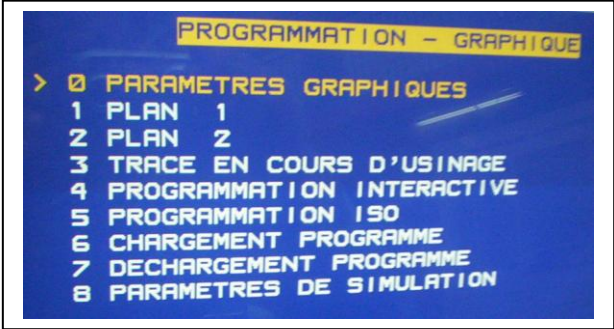 PROGRAMMATION - GRAPHIQUE
> 0 PARAMETRES GRAPHIQUES
1 PLAN 1
2 PLAN 2
3 TRACE EN COURS D'USINAGE
4 PROGRAMMATION INTERACTIVE
5 PROGRAMMATION ISO
6 CHARGEMENT PROGRAMME
7 DECHARGEMENT PROGRAMME
8 PARAMETRES DE SIMULATION